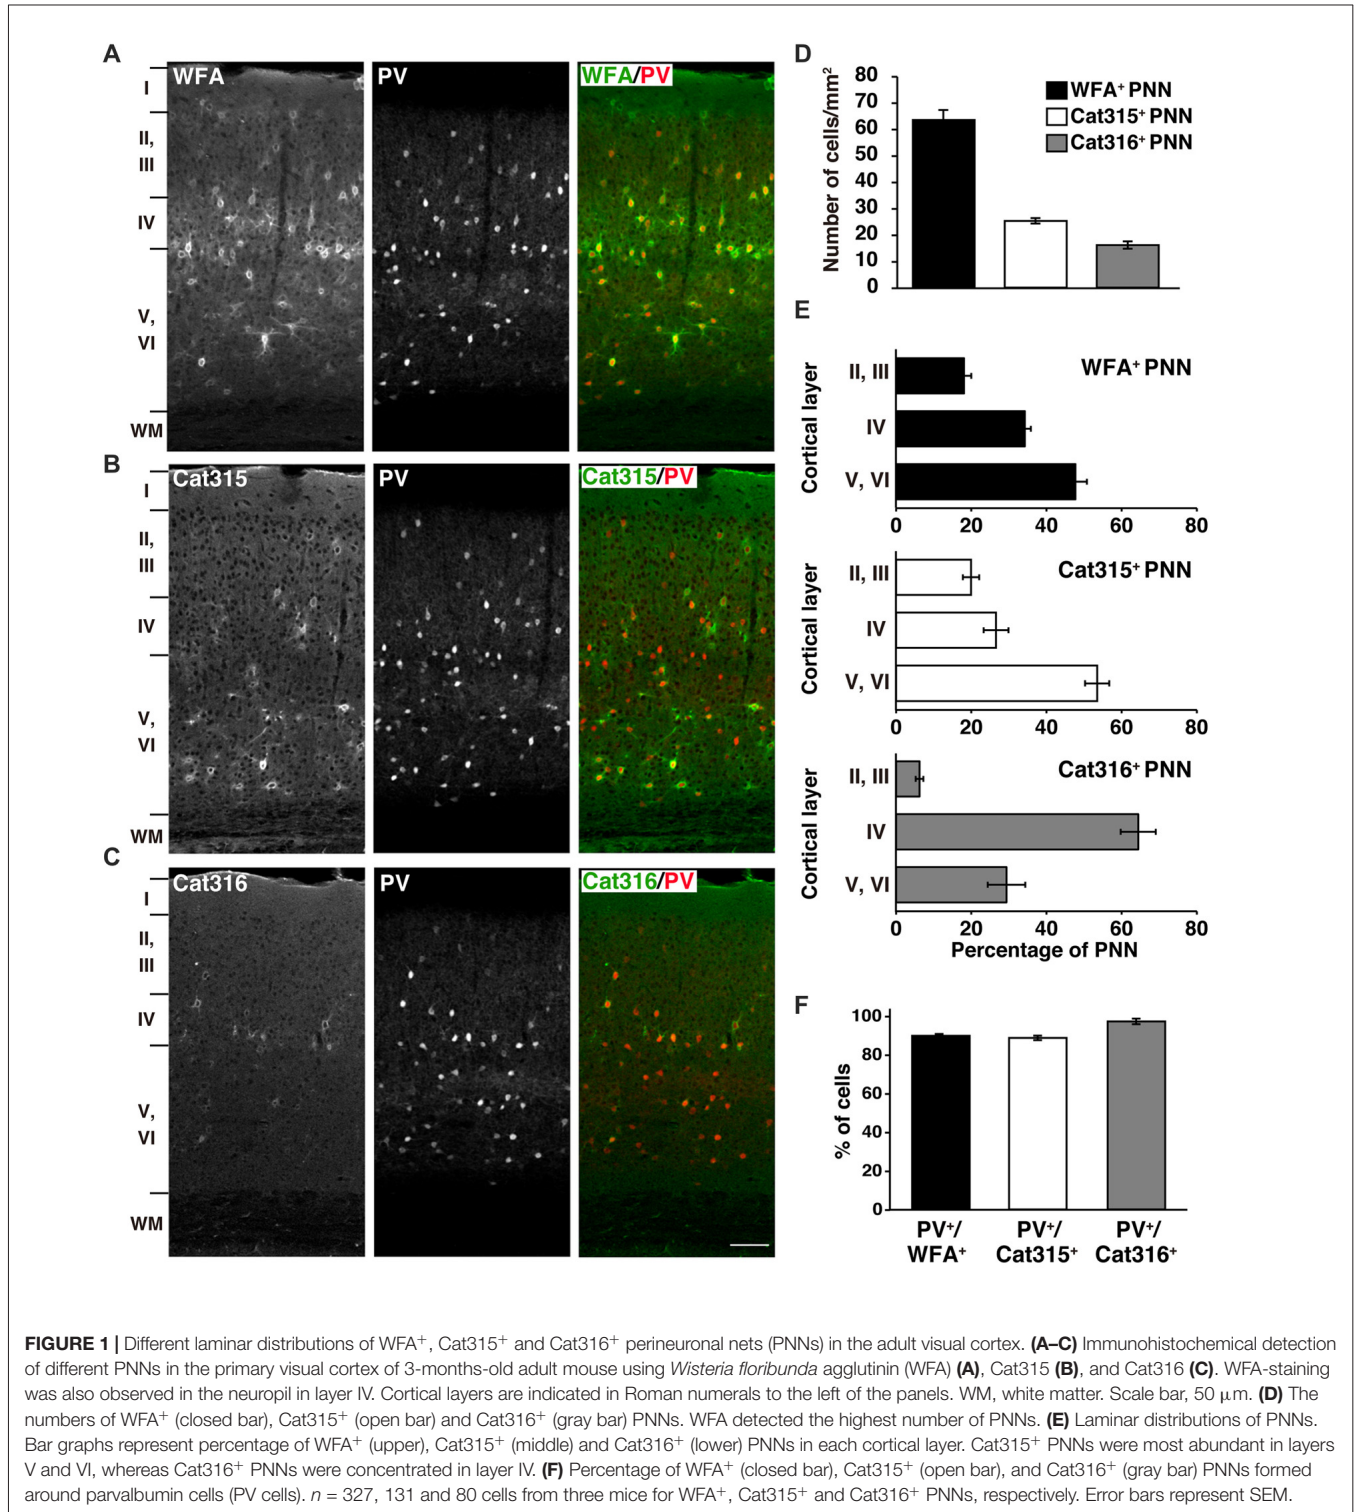 A
WFA
PV
WFA/PV
I
II,
III
IV
V,
VI
WM
B
Cat315
PV
Cat315/PV
I
II,
III
IV
V,
VI
WM
C
Cat316
PV
Cat316/PV
I
II,
III
IV
V,
VI
WM
D
Number of cells/mm²
80
70
60
50
40
30
20
10
0
WFA⁺ PNN
Cat315⁺ PNN
Cat316⁺ PNN
E
Cortical layer
II, III
IV
V, VI
WFA⁺ PNN
0 20 40 60 80
Cortical layer
II, III
IV
V, VI
Cat315⁺ PNN
0 20 40 60 80
Cortical layer
II, III
IV
V, VI
Cat316⁺ PNN
0 20 40 60 80
Percentage of PNN
F
% of cells
100
80
60
40
20
0
PV⁺/ PV⁺/ PV⁺/
WFA⁺ Cat315⁺ Cat316⁺
FIGURE 1 | Different laminar distributions of WFA⁺, Cat315⁺ and Cat316⁺ perineuronal nets (PNNs) in the adult visual cortex. (A–C) Immunohistochemical detection
of different PNNs in the primary visual cortex of 3-months-old adult mouse using Wisteria floribunda agglutinin (WFA) (A), Cat315 (B), and Cat316 (C). WFA-staining
was also observed in the neuropil in layer IV. Cortical layers are indicated in Roman numerals to the left of the panels. WM, white matter. Scale bar, 50 μm. (D) The
numbers of WFA⁺ (closed bar), Cat315⁺ (open bar) and Cat316⁺ (gray bar) PNNs. WFA detected the highest number of PNNs. (E) Laminar distributions of PNNs.
Bar graphs represent percentage of WFA⁺ (upper), Cat315⁺ (middle) and Cat316⁺ (lower) PNNs in each cortical layer. Cat315⁺ PNNs were most abundant in layers
V and VI, whereas Cat316⁺ PNNs were concentrated in layer IV. (F) Percentage of WFA⁺ (closed bar), Cat315⁺ (open bar), and Cat316⁺ (gray bar) PNNs formed
around parvalbumin cells (PV cells). n = 327, 131 and 80 cells from three mice for WFA⁺, Cat315⁺ and Cat316⁺ PNNs, respectively. Error bars represent SEM.